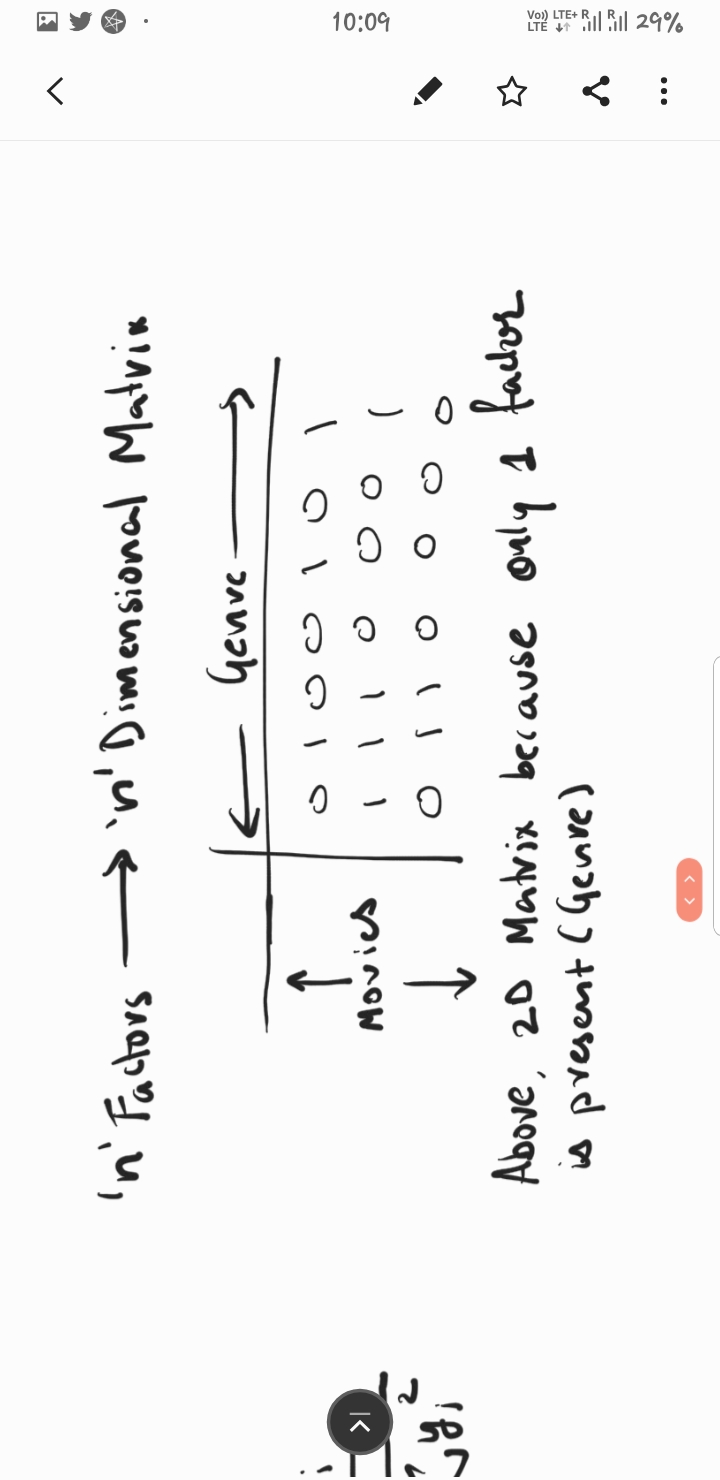 10:09 Vo)) LTE LTE+ R R 29%
'n' Factors → 'n' Dimensional Matrix
← Genre →
0 1 0 0 1 0 1
← Movies → 1 1 1 0 0 0 1
0 1 1 0 0 0 0
Above, 2D Matrix because only 1 factor
is present (Genre)